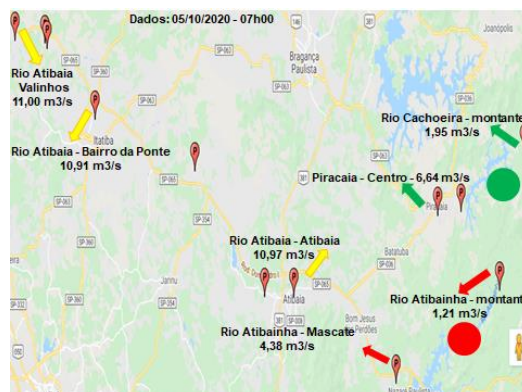 Dados: 05/10/2020 - 07h00
Joanópolis
Bragança
Paulista
Rio Atibaia
Valinhos
11,00 m3/s
Rio Cachoeira - montante
1,95 m3/s
Itatiba
Rio Atibaia - Bairro da Ponte
10,91 m3/s
Piracaia - Centro - 6,64 m3/s
Piracaia
Rio Atibaia - Atibaia
10,97 m3/s
Batatuba
Jarinu
Atibaia
Rio Atibainha - montant
1,21 m3/s
Bom Jesus
dos Perdões
Rio Atibainha - Mascate
4,38 m3/s
Nazaré Paulista